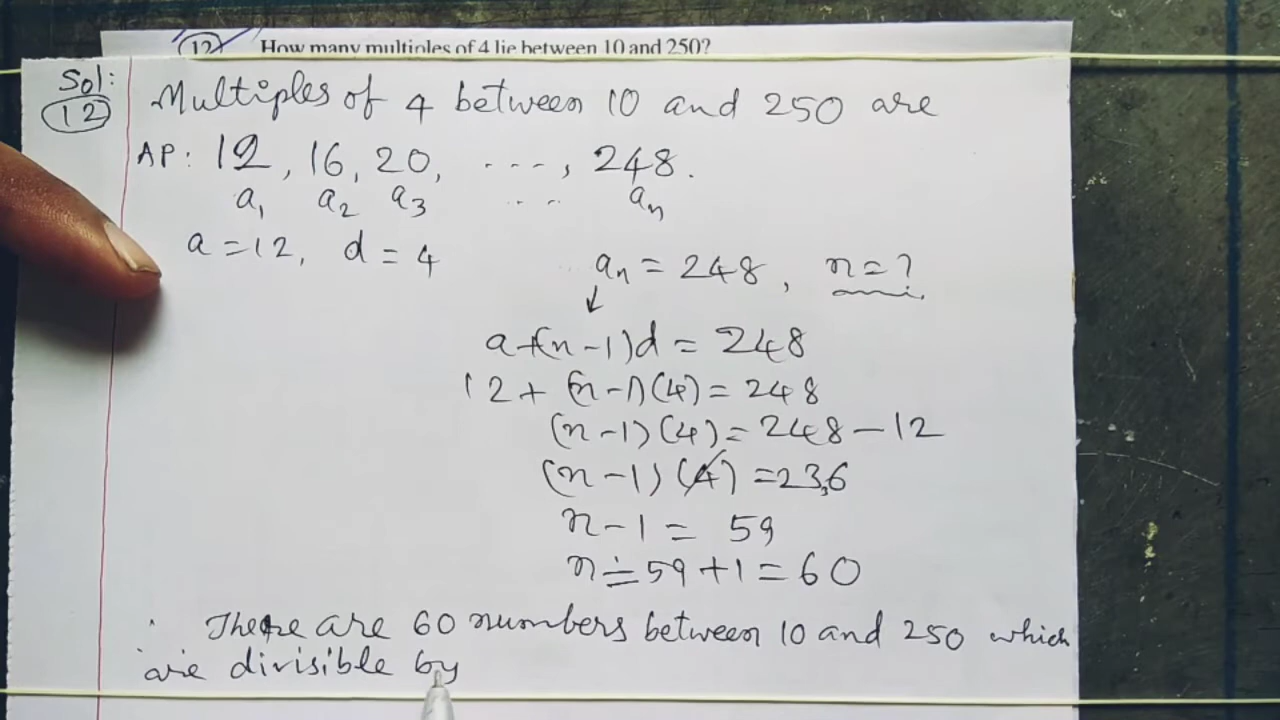 12 How many multiples of 4 lie between 10 and 250?
Sol:
12 Multiples of 4 between 10 and 250 are
AP: 12, 16, 20, ...., 248.
a₁ a₂ a₃ .... aₙ
a = 12, d = 4
aₙ = 248, n = ?
↓
a+(n-1)d = 248
12 + (n-1)(4) = 248
(n-1)(4) = 248-12
(n-1)(4) = 236
n-1 = 59
n = 59+1 = 60
∴ There are 60 numbers between 10 and 250 which
are divisible by